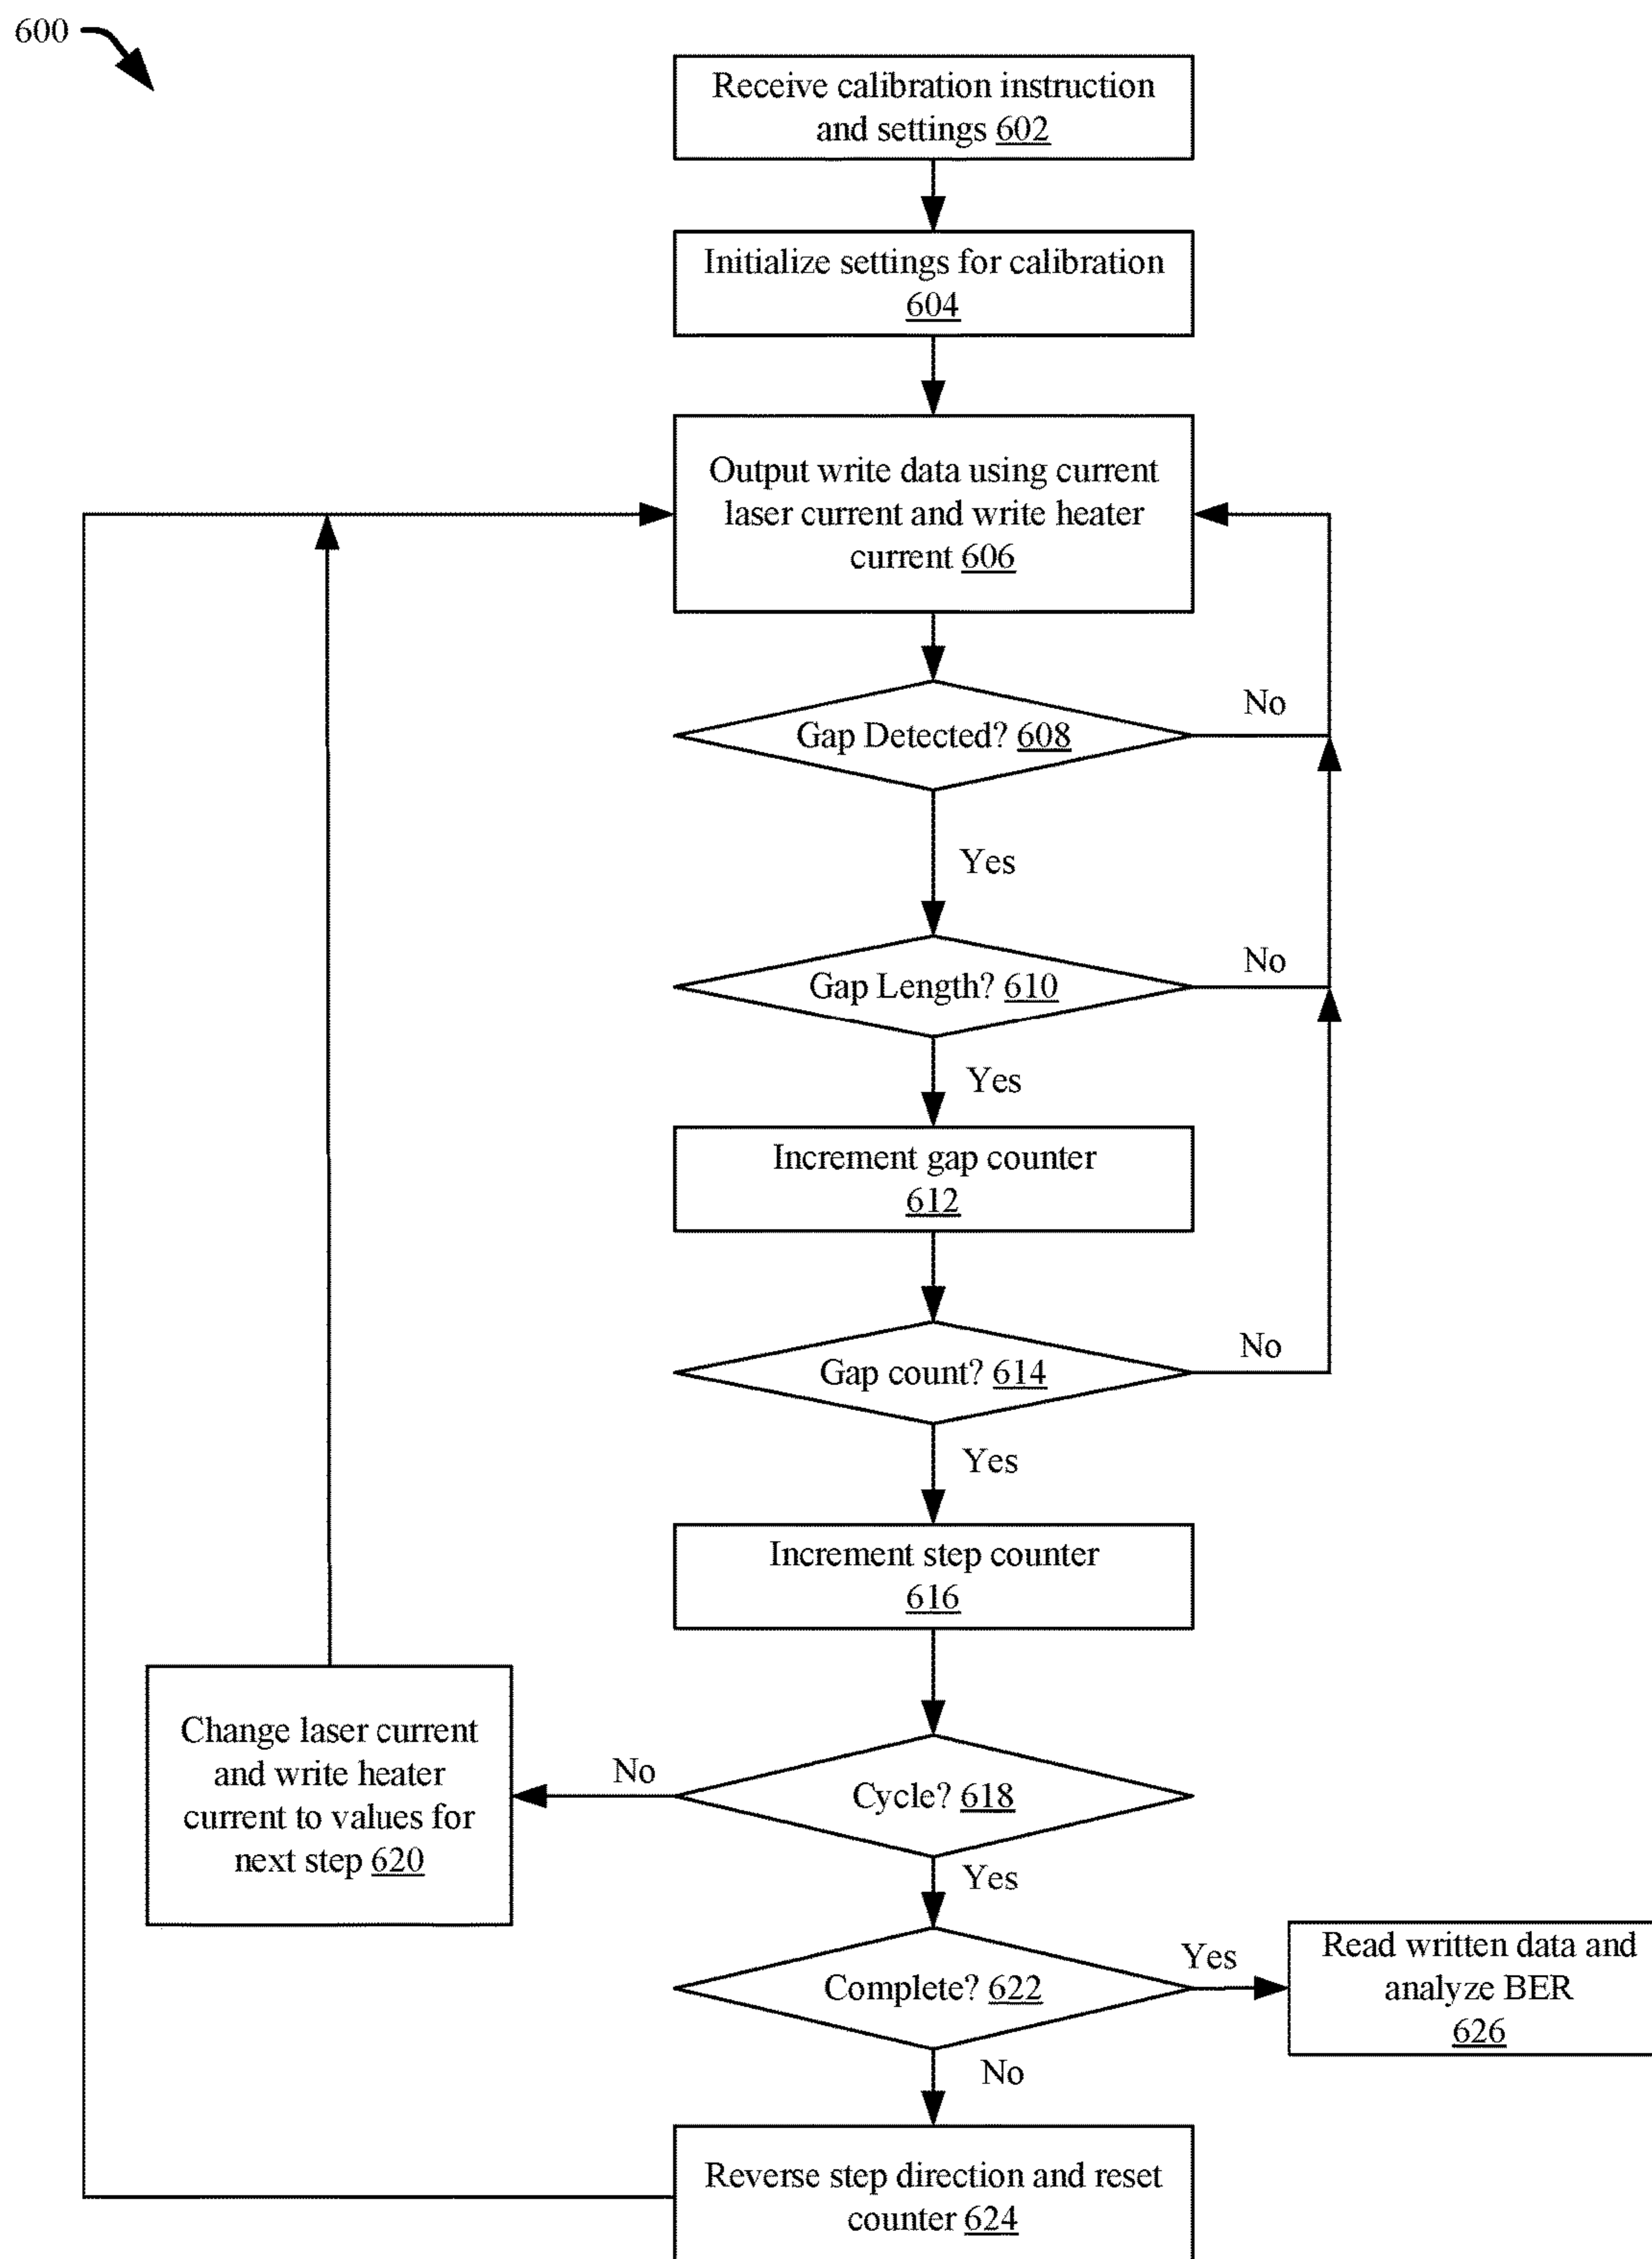 600
Receive calibration instruction
and settings 602
Initialize settings for calibration
604
Output write data using current
laser current and write heater
current 606
Gap Detected? 608
No
Yes
Gap Length? 610
No
Yes
Increment gap counter
612
Gap count? 614
No
Yes
Increment step counter
616
Change laser current
and write heater
current to values for
next step 620
No
Cycle? 618
Yes
Complete? 622
Yes
Read written data and
analyze BER
626
No
Reverse step direction and reset
counter 624